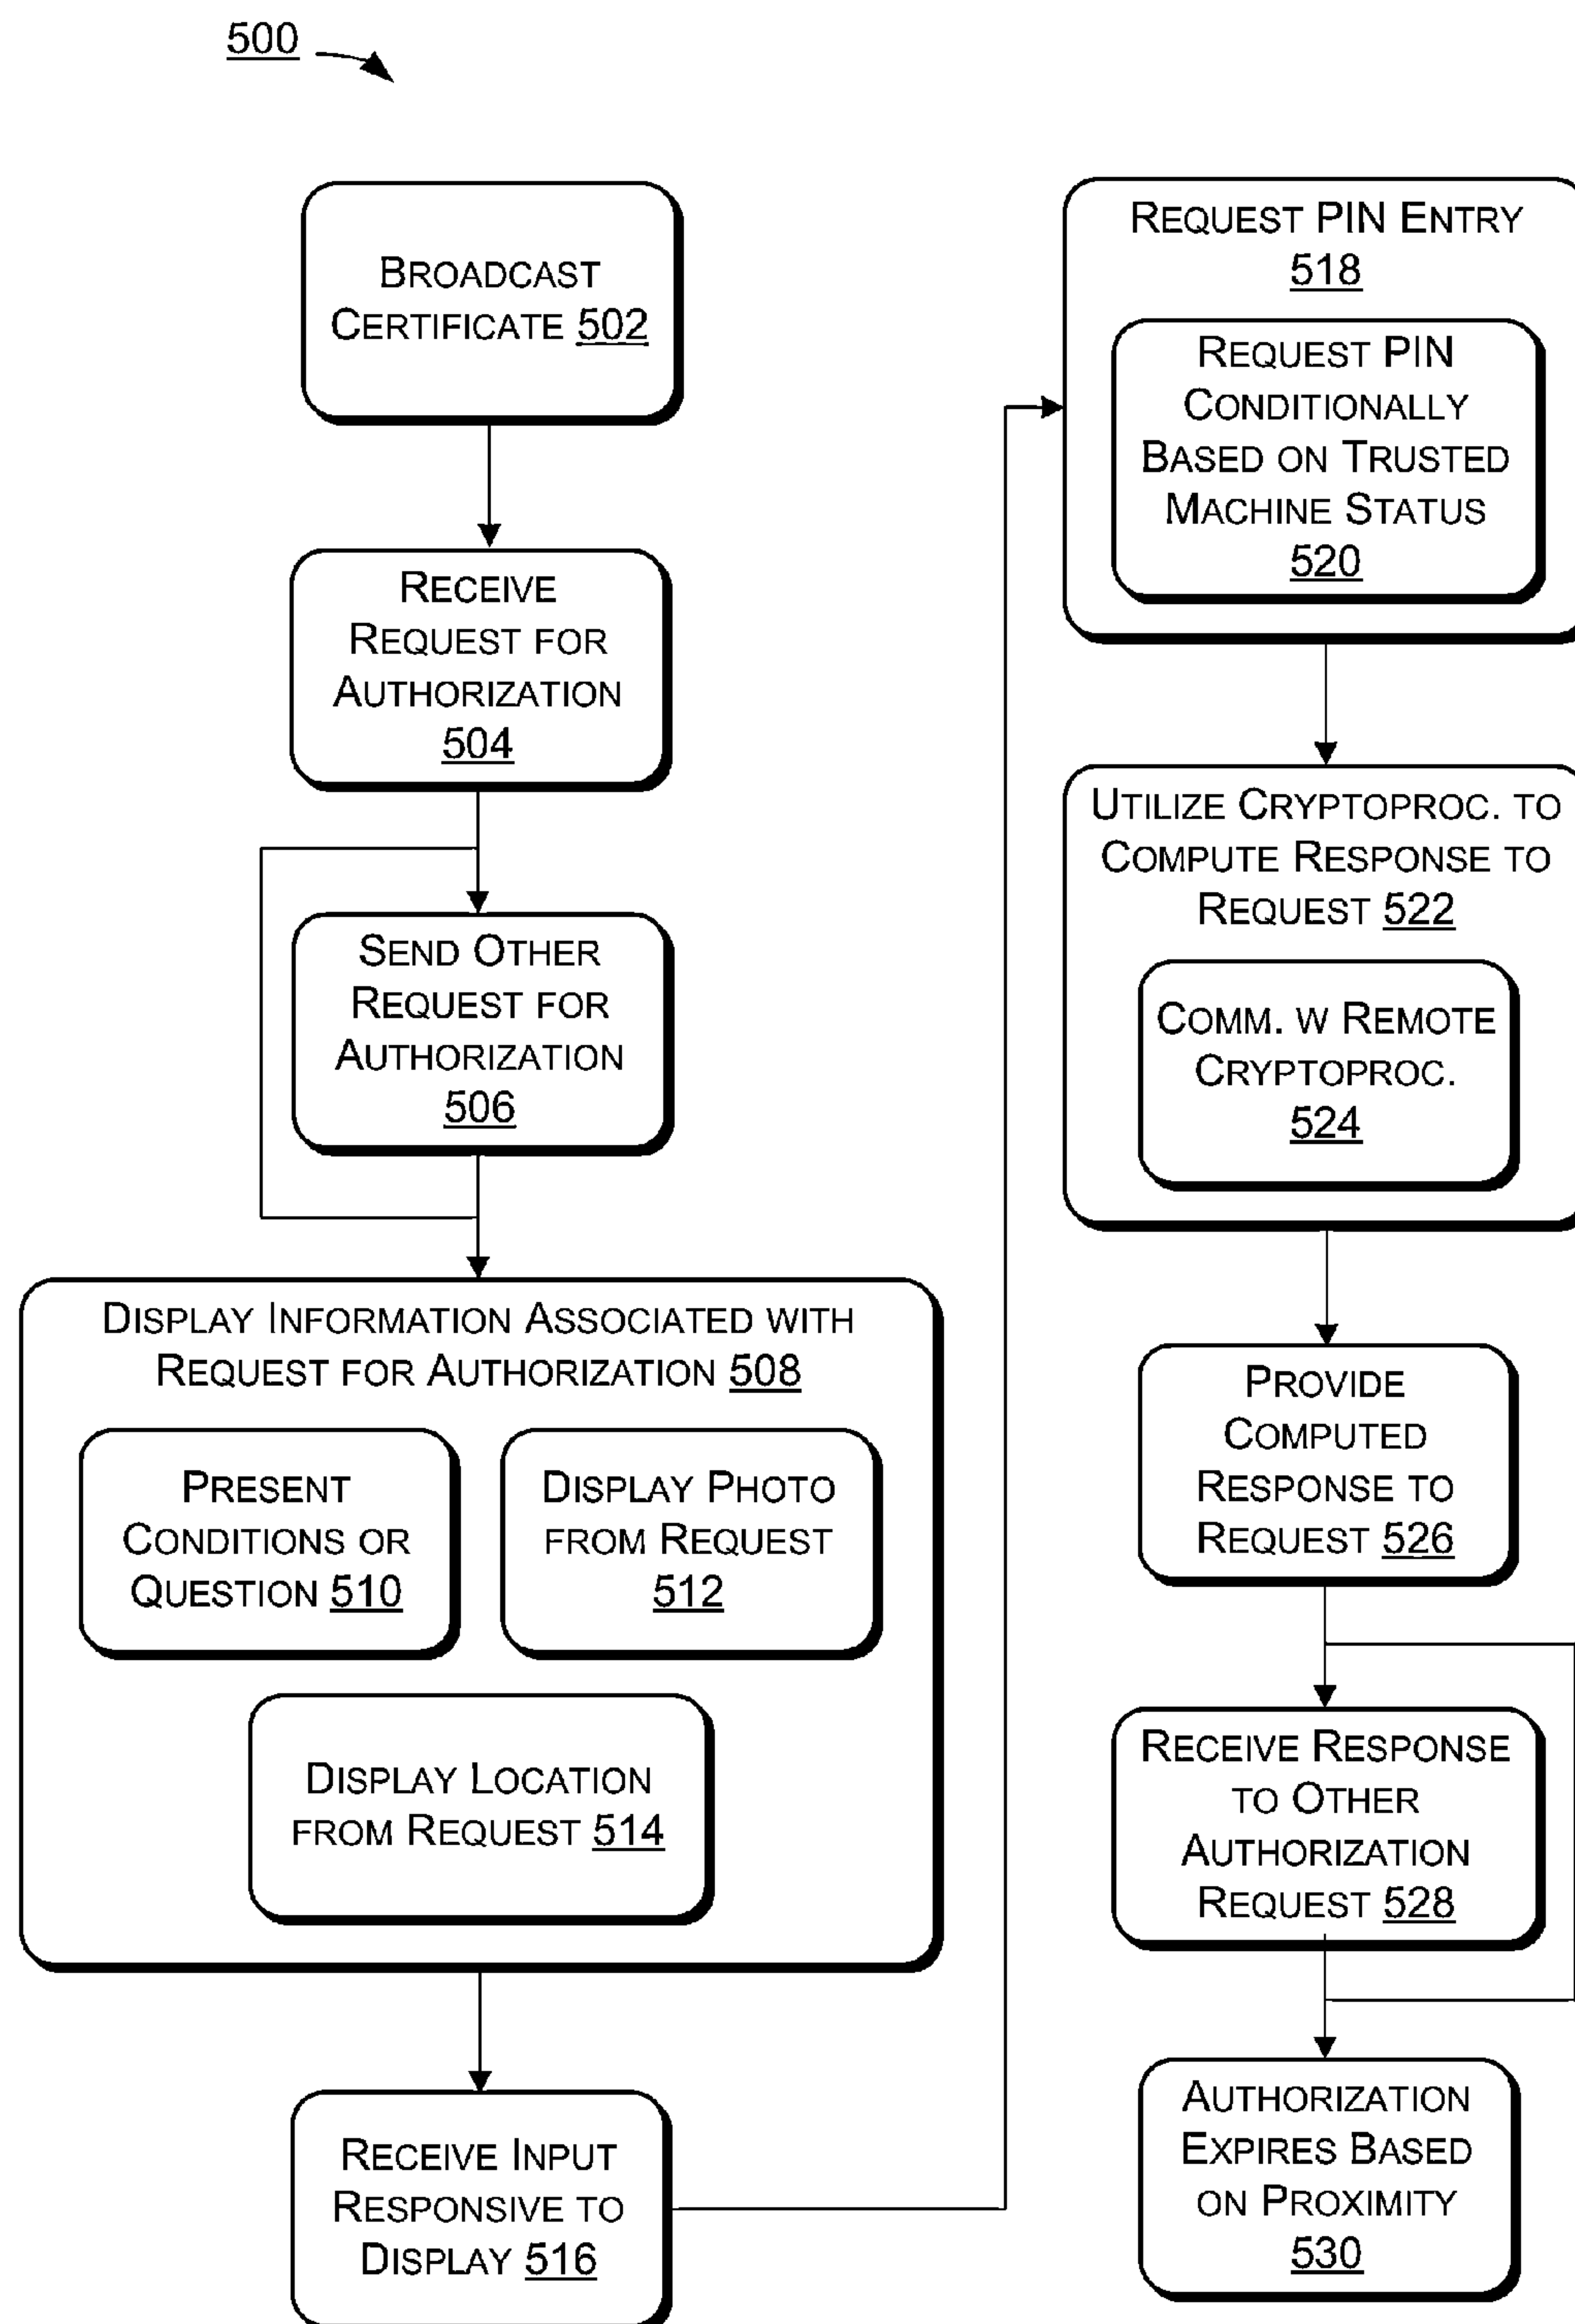 500
BROADCAST
CERTIFICATE 502
RECEIVE
REQUEST FOR
AUTHORIZATION
504
SEND OTHER
REQUEST FOR
AUTHORIZATION
506
DISPLAY INFORMATION ASSOCIATED WITH
REQUEST FOR AUTHORIZATION 508
PRESENT
CONDITIONS OR
QUESTION 510
DISPLAY PHOTO
FROM REQUEST
512
DISPLAY LOCATION
FROM REQUEST 514
RECEIVE INPUT
RESPONSIVE TO
DISPLAY 516
REQUEST PIN ENTRY
518
REQUEST PIN
CONDITIONALLY
BASED ON TRUSTED
MACHINE STATUS
520
UTILIZE CRYPTOPROC. TO
COMPUTE RESPONSE TO
REQUEST 522
COMM. W REMOTE
CRYPTOPROC.
524
PROVIDE
COMPUTED
RESPONSE TO
REQUEST 526
RECEIVE RESPONSE
TO OTHER
AUTHORIZATION
REQUEST 528
AUTHORIZATION
EXPIRES BASED
ON PROXIMITY
530